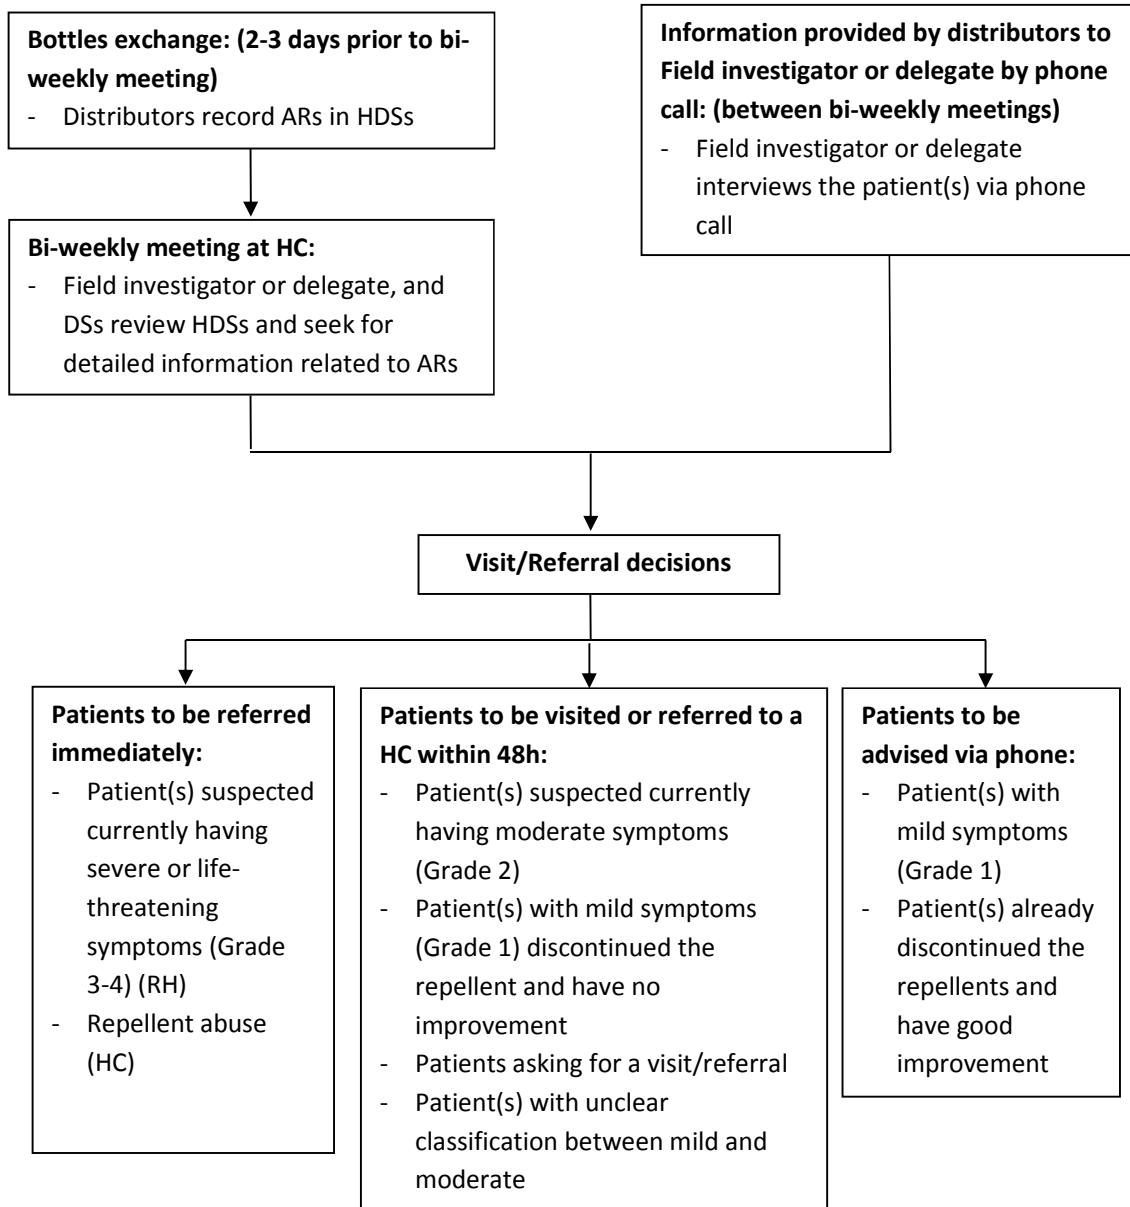 Bottles exchange: (2-3 days prior to bi-
weekly meeting)
- Distributors record ARs in HDSs
Information provided by distributors to
Field investigator or delegate by phone
call: (between bi-weekly meetings)
- Field investigator or delegate
interviews the patient(s) via phone
call
Bi-weekly meeting at HC:
- Field investigator or delegate, and
DSs review HDSs and seek for
detailed information related to ARs
Visit/Referral decisions
Patients to be referred
immediately:
- Patient(s) suspected
currently having
severe or life-
threatening
symptoms (Grade
3-4) (RH)
- Repellent abuse
(HC)
Patients to be visited or referred to a
HC within 48h:
- Patient(s) suspected currently
having moderate symptoms
(Grade 2)
- Patient(s) with mild symptoms
(Grade 1) discontinued the
repellent and have no
improvement
- Patients asking for a visit/referral
- Patient(s) with unclear
classification between mild and
moderate
Patients to be
advised via phone:
- Patient(s) with
mild symptoms
(Grade 1)
- Patient(s) already
discontinued the
repellents and
have good
improvement